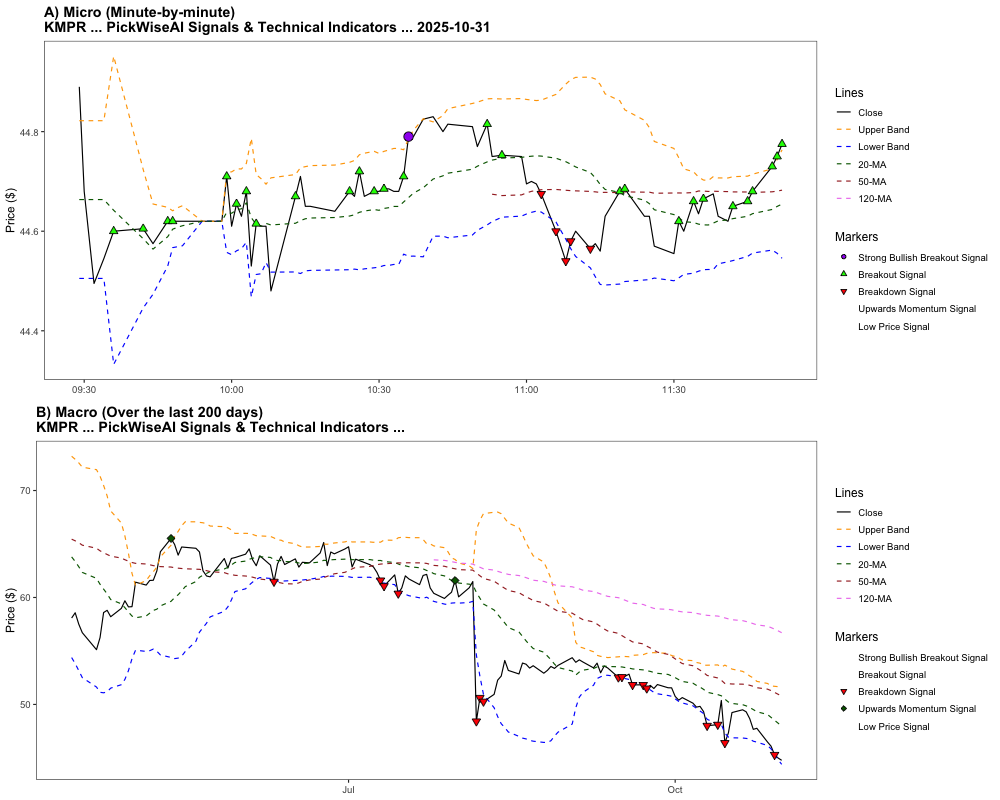 A) Micro (Minute-by-minute)
KMPR ... PickWiseAI Signals & Technical Indicators ... 2025-10-31
Price ($)
44.8
44.6
44.4
09:30
10:00
10:30
11:00
11:30
Lines
Close
Upper Band
Lower Band
20-MA
50-MA
120-MA
Markers
Strong Bullish Breakout Signal
Breakout Signal
Breakdown Signal
Upwards Momentum Signal
Low Price Signal
B) Macro (Over the last 200 days)
KMPR ... PickWiseAI Signals & Technical Indicators ...
Price ($)
70
60
50
Jul
Oct
Lines
Close
Upper Band
Lower Band
20-MA
50-MA
120-MA
Markers
Strong Bullish Breakout Signal
Breakout Signal
Breakdown Signal
Upwards Momentum Signal
Low Price Signal